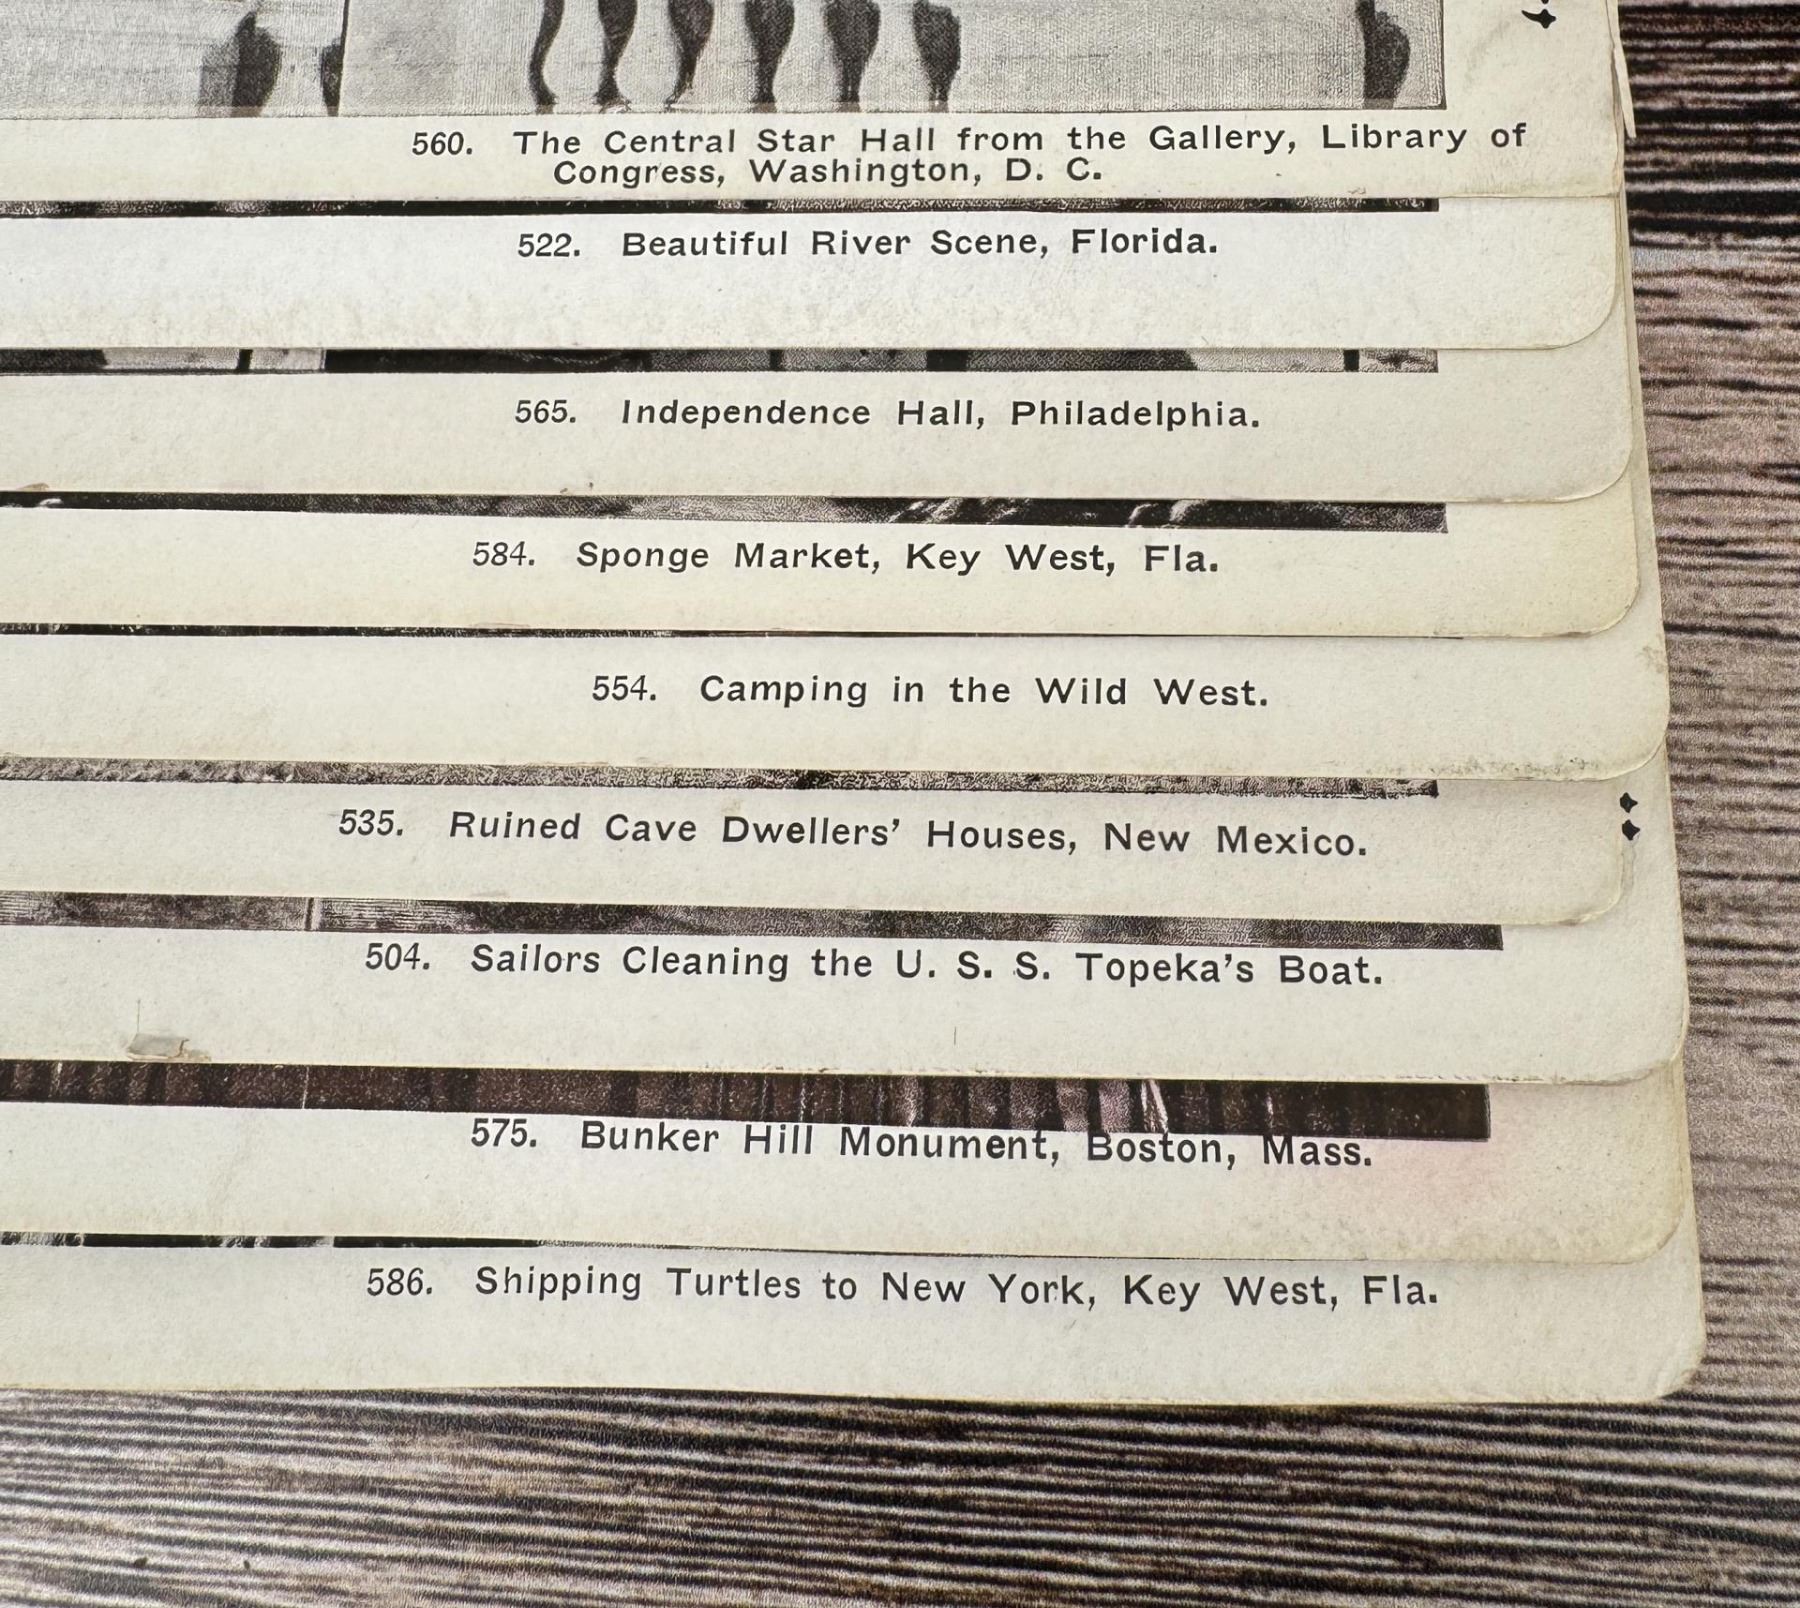 560. The Central Star Hall from the Gallery, Library of
Congress, Washington, D. C.
522. Beautiful River Scene, Florida.
565. Independence Hall, Philadelphia.
584. Sponge Market, Key West, Fla.
554. Camping in the Wild West.
535. Ruined Cave Dwellers' Houses, New Mexico.
504. Sailors Cleaning the U. S. S. Topeka's Boat.
575. Bunker Hill Monument, Boston, Mass.
586. Shipping Turtles to New York, Key West, Fla.